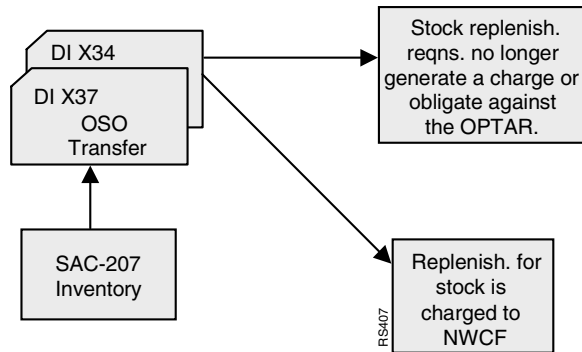 DI X34
DI X37
OSO
Transfer
SAC-207
Inventory
Stock replenish.
reqns. no longer
generate a charge or
obligate against
the OPTAR.
Replenish. for
stock is
charged to
NWCF
RS407